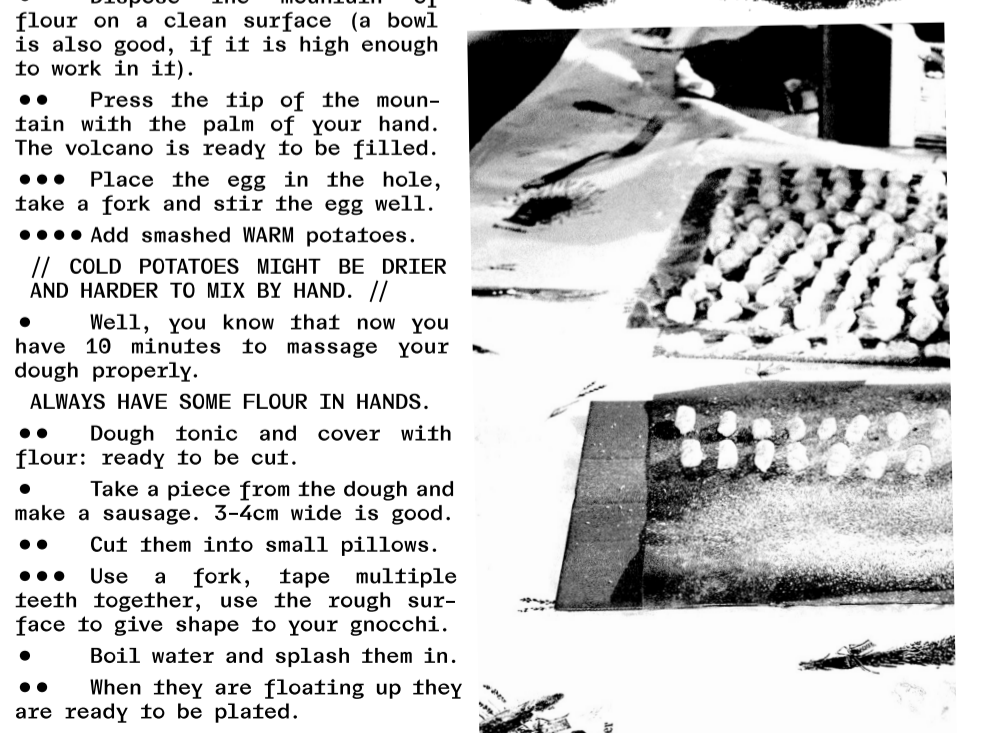 ● Dispose the mountain of
flour on a clean surface (a bowl
is also good, if it is high enough
to work in it).
●● Press the tip of the moun-
tain with the palm of your hand.
The volcano is ready to be filled.
●●● Place the egg in the hole,
take a fork and stir the egg well.
●●●● Add smashed WARM potatoes.
// COLD POTATOES MIGHT BE DRIER
AND HARDER TO MIX BY HAND. //
● Well, you know that now you
have 10 minutes to massage your
dough properly.
ALWAYS HAVE SOME FLOUR IN HANDS.
●● Dough tonic and cover with
flour: ready to be cut.
● Take a piece from the dough and
make a sausage. 3-4cm wide is good.
●● Cut them into small pillows.
●●● Use a fork, tape multiple
teeth together, use the rough sur-
face to give shape to your gnocchi.
● Boil water and splash them in.
●● When they are floating up they
are ready to be plated.